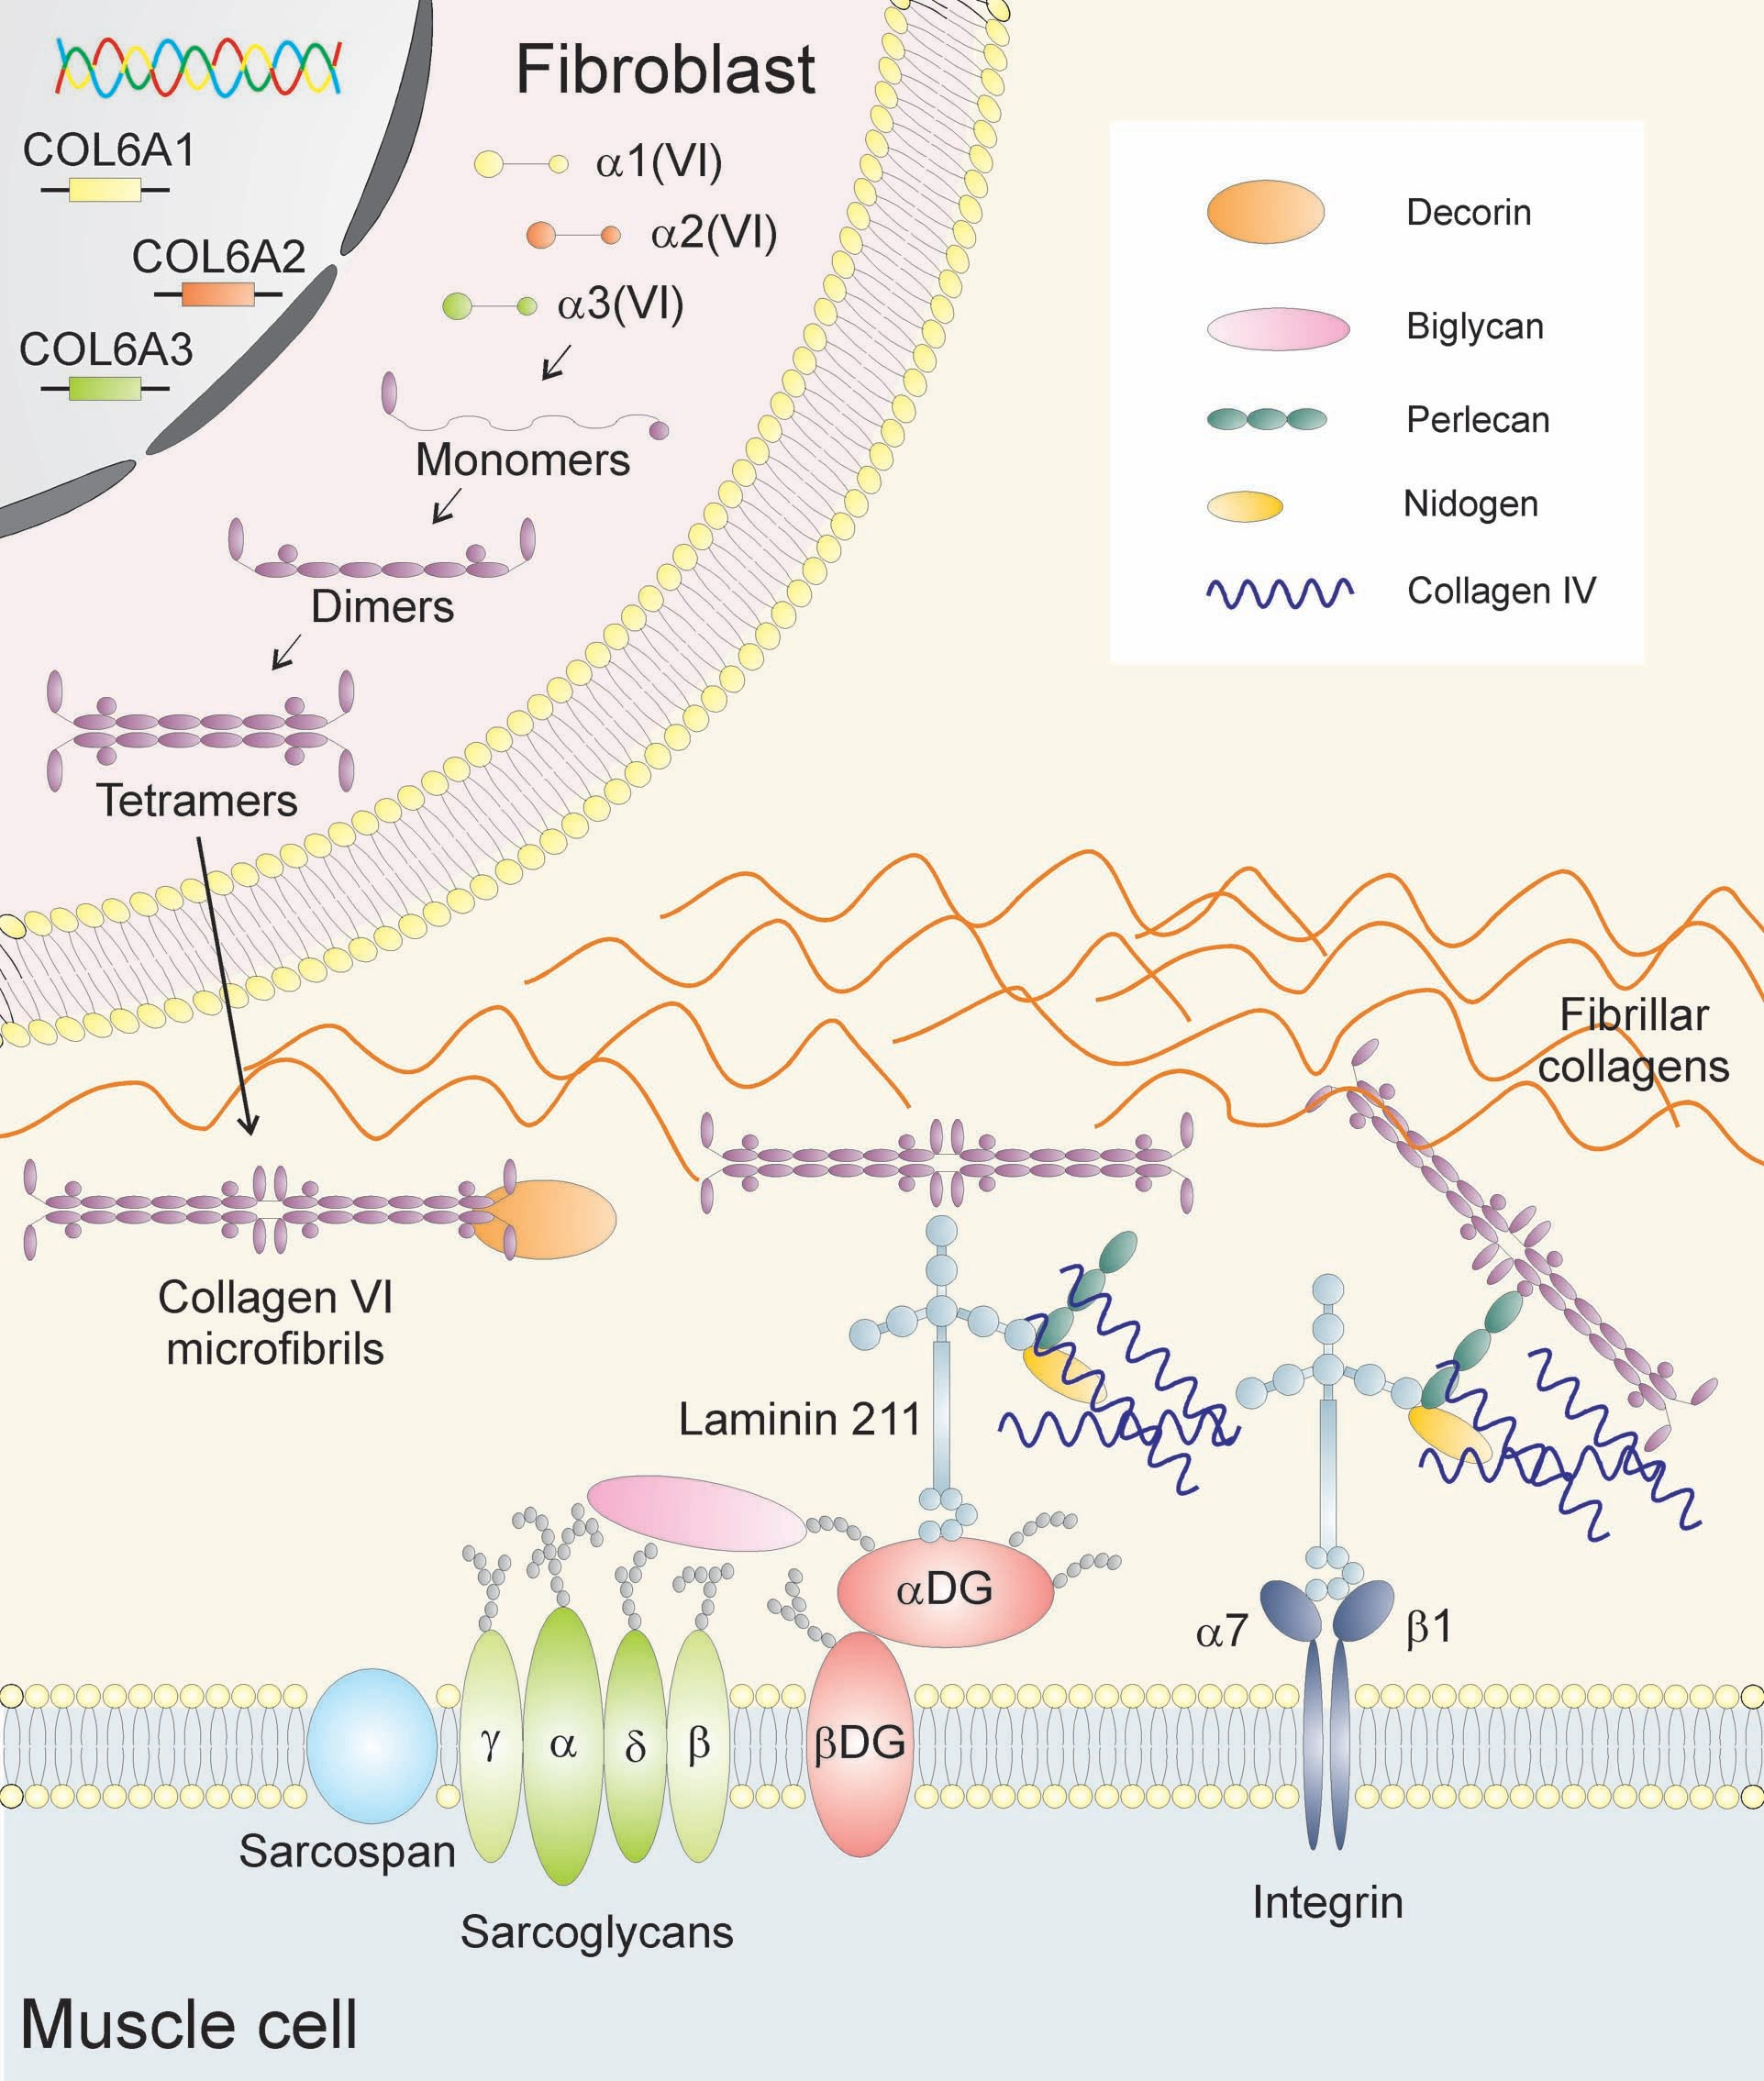 Fibroblast
COL6A1
COL6A2
COL6A3
α1(VI)
α2(VI)
α3(VI)
Monomers
Dimers
Tetramers
Decorin
Biglycan
Perlecan
Nidogen
Collagen IV
Fibrillar
collagens
Collagen VI
microfibrils
Laminin 211
αDG
α7
β1
γ
α
δ
β
βDG
Sarcospan
Sarcoglycans
Integrin
Muscle cell